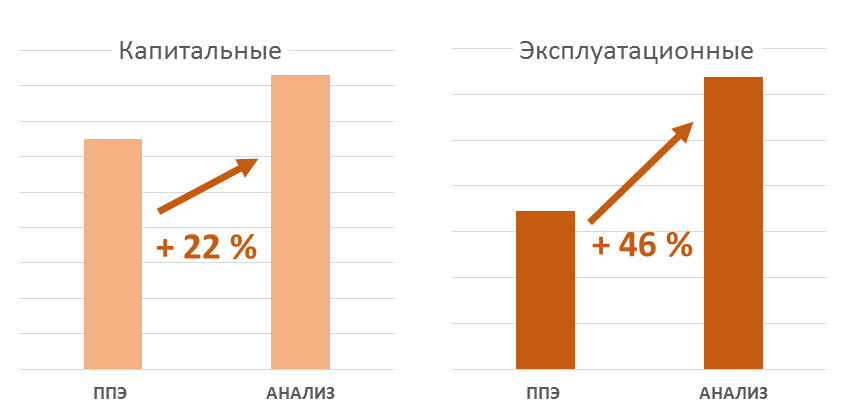 Капитальные
+ 22 %
ППЭ
АНАЛИЗ
Эксплуатационные
+ 46 %
ППЭ
АНАЛИЗ